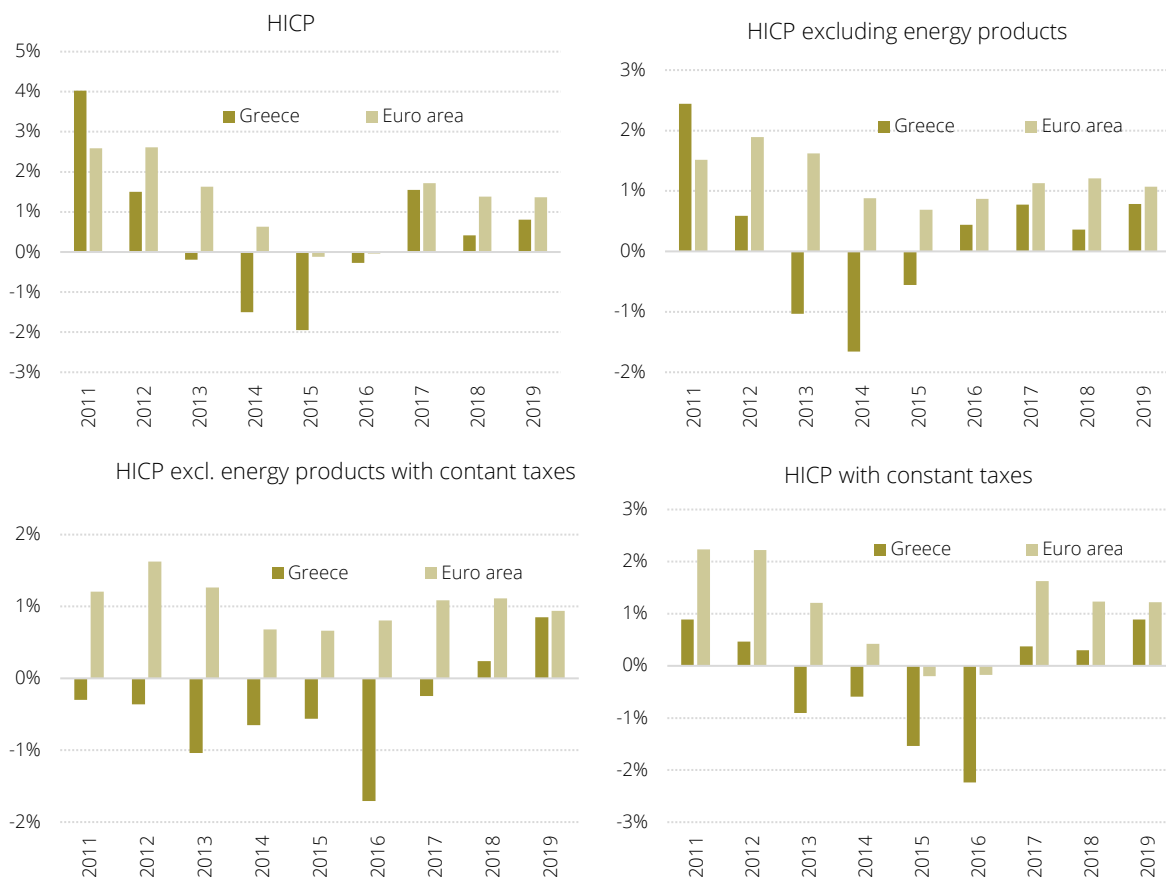 HICP
5%
4%
3%
2%
1%
0%
-1%
-2%
-3%
Greece Euro area
2011 2012 2013 2014 2015 2016 2017 2018 2019
HICP excluding energy products
3%
2%
1%
0%
-1%
-2%
Greece Euro area
2011 2012 2013 2014 2015 2016 2017 2018 2019
HICP excl. energy products with contant taxes
2%
1%
0%
-1%
-2%
Greece Euro area
2011 2012 2013 2014 2015 2016 2017 2018 2019
HICP with constant taxes
3%
2%
1%
0%
-1%
-2%
-3%
Greece Euro area
2011 2012 2013 2014 2015 2016 2017 2018 2019